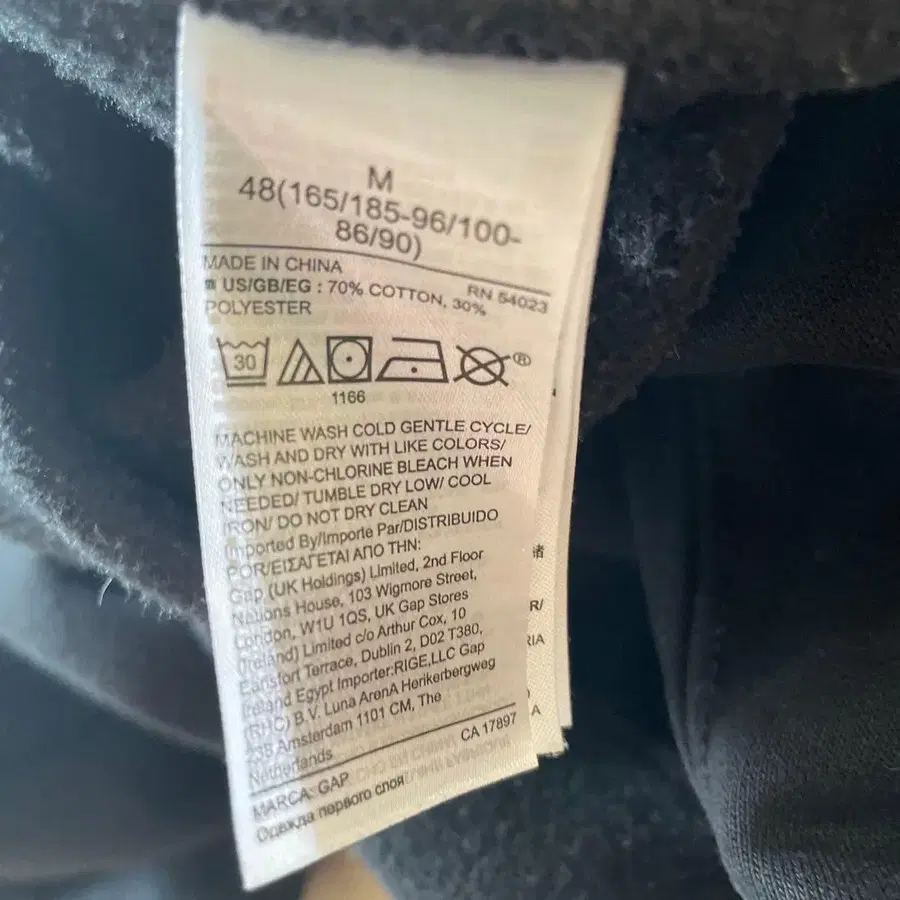 M
48(165/185-96/100-
86/90)
MADE IN CHINA
RN 54023
US/GB/EG : 70% COTTON, 30%
POLYESTER
30
®
1166
MACHINE WASH COLD GENTLE CYCLE/
WASH AND DRY WITH LIKE COLORS/
ONLY NON-CHLORINE BLEACH WHEN
NEEDED/ TUMBLE DRY LOW/ COOL
IRON/ DO NOT DRY CLEAN
Imported By/Importe Par/DISTRIBUIDO
POR/ΕΙΣΑΓΕΤΑΙ ΑΠΟ ΤΗΝ:
Gap (UK Holdings) Limited, 2nd Floor
Nations House, 103 Wigmore Street,
London, W1U 1QS, UK Gap Stores
(Ireland) Limited c/o Arthur Cox, 10
Earlsfort Terrace, Dublin 2, D02 T380,
Ireland Egypt Importer:RIGE,LLC Gap
(RHC) B.V. Luna ArenA Herikerbergweg
238 Amsterdam 1101 CM, The
Netherlands
CA 17897
MARCA: GAP
Одежда первого слоя
R/
RIA
)
A